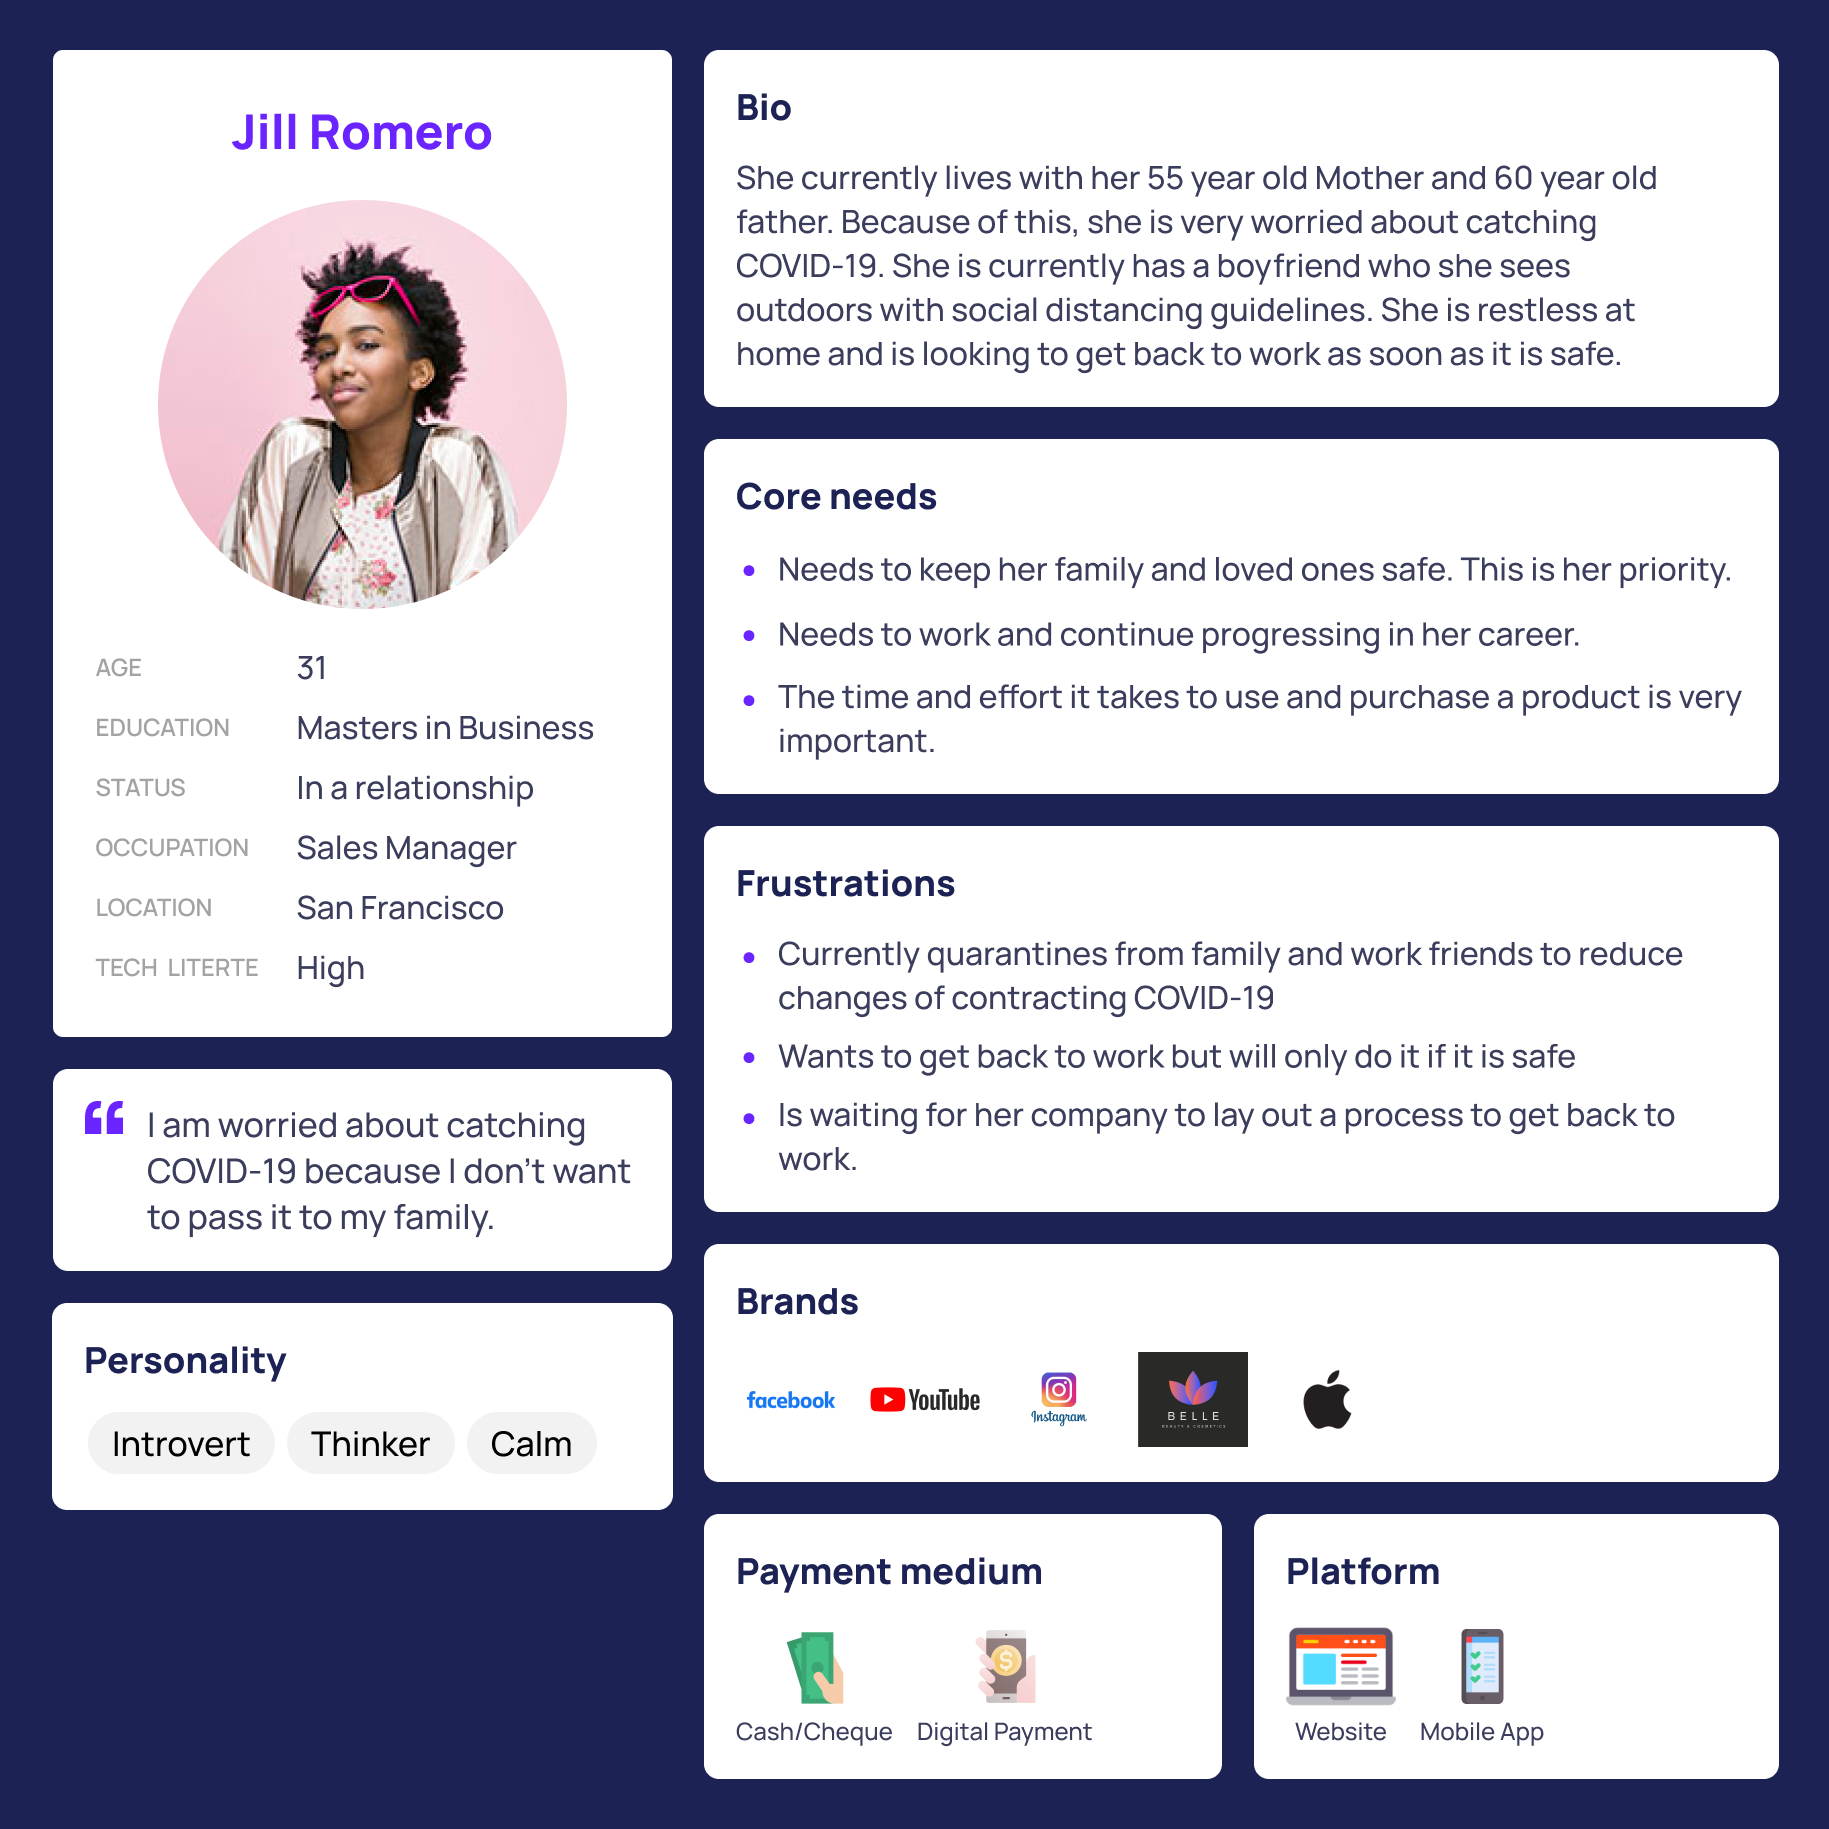 Jill Romero
AGE 31
EDUCATION Masters in Business
STATUS In a relationship
OCCUPATION Sales Manager
LOCATION San Francisco
TECH LITERTE High
“ I am worried about catching
COVID-19 because I don’t want
to pass it to my family.
Personality
Introvert Thinker Calm
Bio
She currently lives with her 55 year old Mother and 60 year old
father. Because of this, she is very worried about catching
COVID-19. She is currently has a boyfriend who she sees
outdoors with social distancing guidelines. She is restless at
home and is looking to get back to work as soon as it is safe.
Core needs
• Needs to keep her family and loved ones safe. This is her priority.
• Needs to work and continue progressing in her career.
• The time and effort it takes to use and purchase a product is very
important.
Frustrations
• Currently quarantines from family and work friends to reduce
changes of contracting COVID-19
• Wants to get back to work but will only do it if it is safe
• Is waiting for her company to lay out a process to get back to
work.
Brands
facebook YouTube Instagram BELLE
BEAUTY & COSMETICS
Payment medium
$
Cash/Cheque Digital Payment
Platform
Website Mobile App